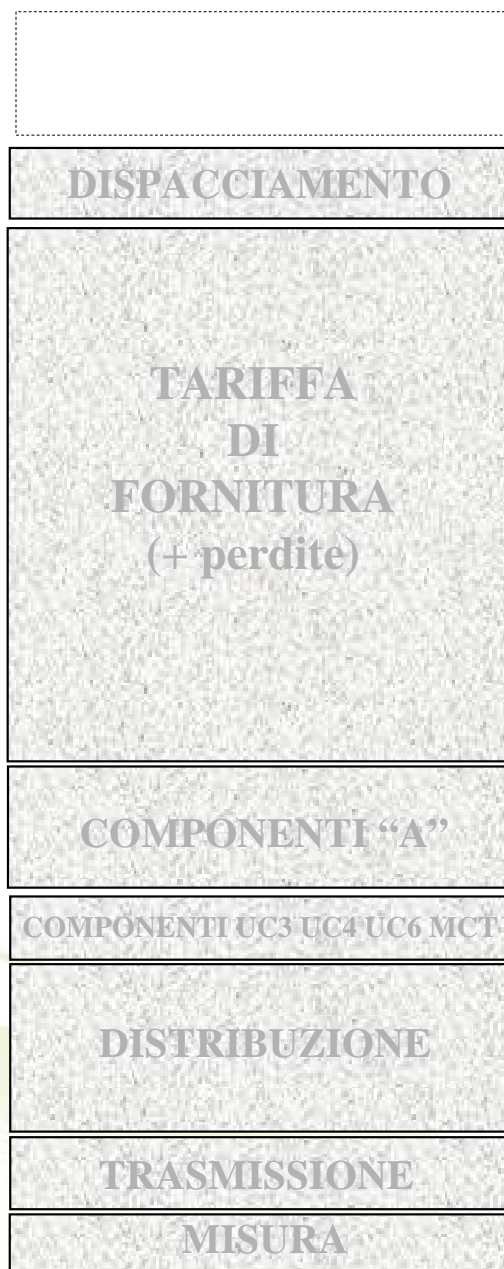 DISPACCIAMENTO
TARIFFA
DI
FORNITURA
(+ perdite)
COMPONENTI “A”
COMPONENTI UC3 UC4 UC6 MCT
DISTRIBUZIONE
TRASMISSIONE
MISURA